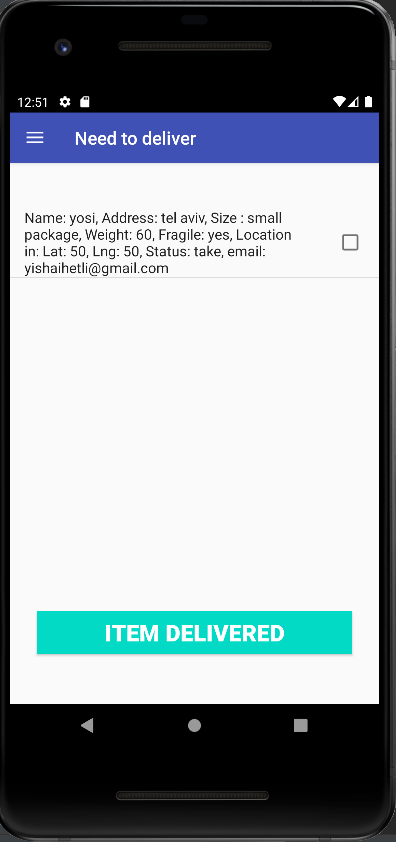 12:51
Need to deliver
Name: yosi, Address: tel aviv, Size : small
package, Weight: 60, Fragile: yes, Location
in: Lat: 50, Lng: 50, Status: take, email:
yishaihetli@gmail.com
ITEM DELIVERED